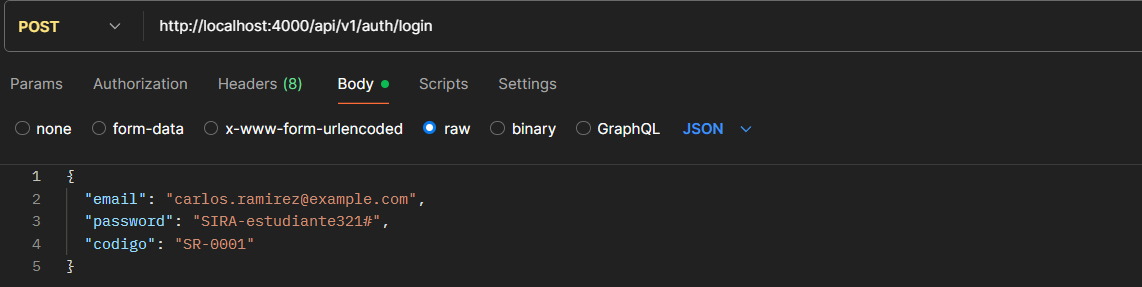 POST http://localhost:4000/api/v1/auth/login
Params Authorization Headers (8) Body Scripts Settings
none form-data x-www-form-urlencoded raw binary GraphQL JSON
1 {
2 "email": "carlos.ramirez@example.com",
3 "password": "SIRA-estudiante321#",
4 "codigo": "SR-0001"
5 }